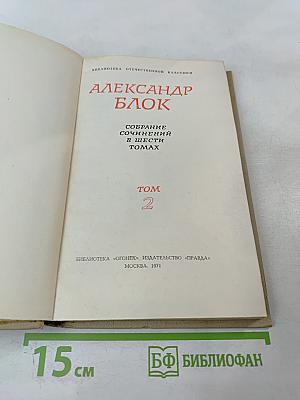 БИБЛИОТЕКА ОТЕЧЕСТВЕННОЙ КЛАССИКИ
АЛЕКСАНДР
БЛОК
СОБРАНИЕ
СОЧИНЕНИЙ
В ШЕСТИ
ТОМАХ
ТОМ
2
БИБЛИОТЕКА «ОГОНЕК». ИЗДАТЕЛЬСТВО «ПРАВДА»
МОСКВА. 1971
15 см
БФ БИБЛИОФАН